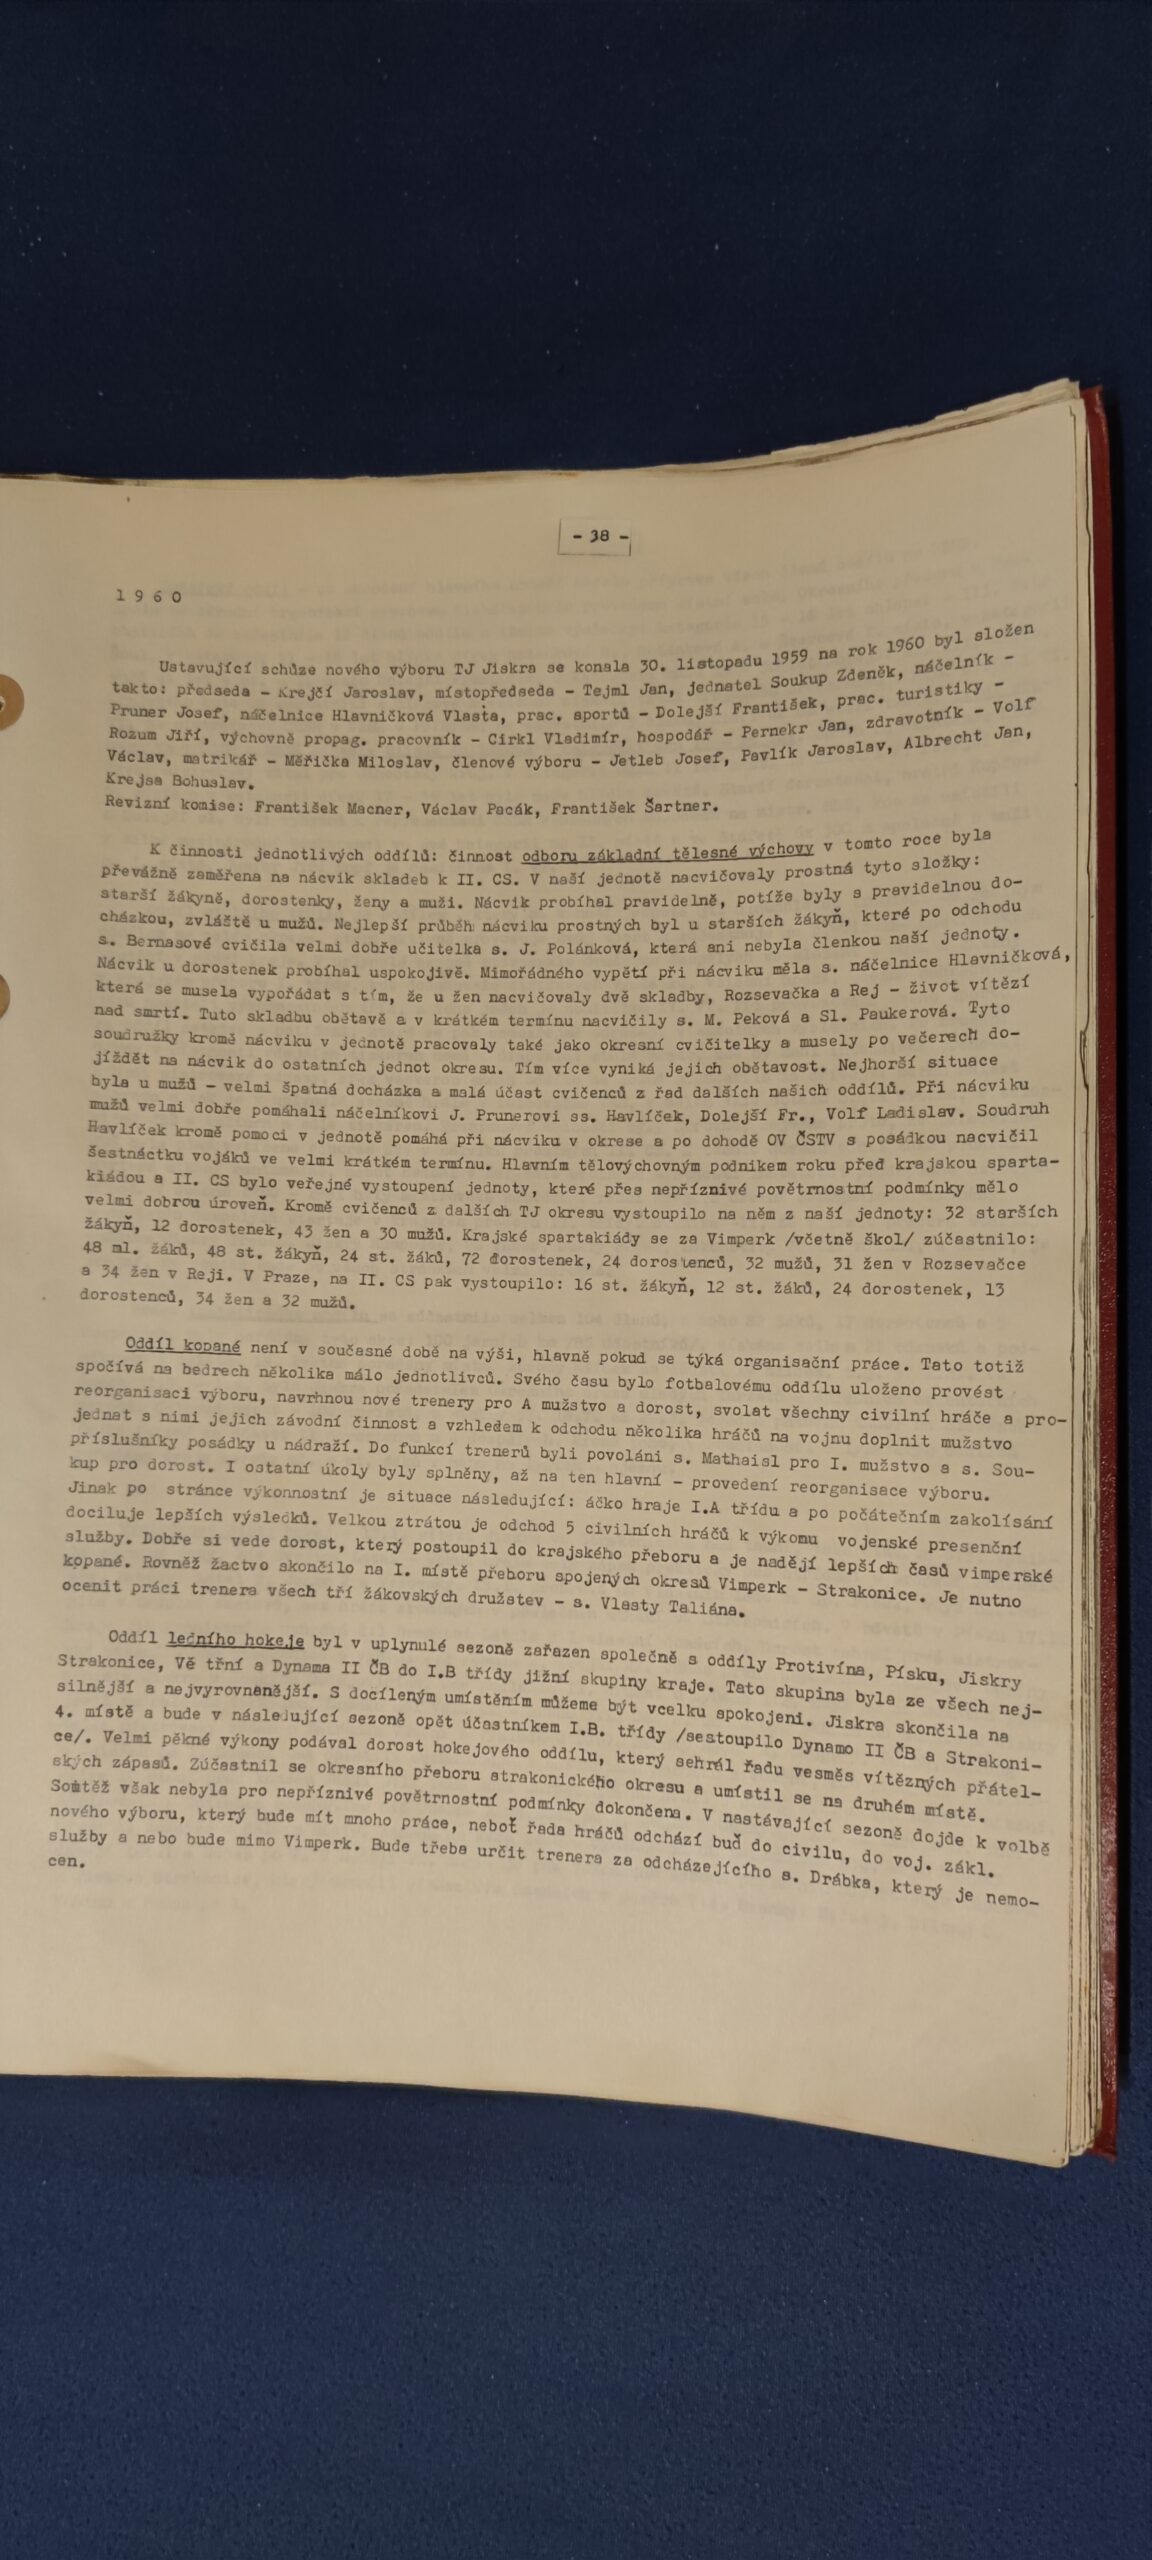 - 38 -
1 9 6 0
Ustavující schůze nového výboru TJ Jiskra se konala 30. listopadu 1959 na rok 1960 byl složen
takto: předseda - Krejčí Jaroslav, místopředseda - Tejml Jan, jednatel Soukup Zdeněk, náčelník -
Pruner Josef, náčelnice Hlavničková Vlasta, prac. sportů - Dolejší František, prac. turistiky -
Rozum Jiří, výchovně propag. pracovník - Cirkl Vladimír, hospodář - Pernekr Jan, zdravotník - Volf
Václav, matrikář - Měřička Miloslav, členové výboru - Jetleb Josef, Pavlík Jaroslav, Albrecht Jan,
Krejsa Bohuslav.
Revizní komise: František Macner, Václav Pacák, František Šartner.
K činnosti jednotlivých oddílů: činnost odboru základní tělesné výchovy v tomto roce byla
převážně zaměřena na nácvik skladeb k II. CS. V naší jednotě nacvičovaly prostná tyto složky:
starší žákyně, dorostenky, ženy a muži. Nácvik probíhal pravidelně, potíže byly s pravidelnou do-
cházkou, zvláště u mužů. Nejlepší průběh nácviku prostných byl u starších žákyň, které po odchodu
s. Bernasové cvičila velmi dobře učitelka s. J. Polánková, která ani nebyla členkou naší jednoty.
Nácvik u dorostenek probíhal uspokojivě. Mimořádného vypětí při nácviku měla s. náčelnice Hlavničková,
která se musela vypořádat s tím, že u žen nacvičovaly dvě skladby, Rozsevačka a Rej - život vítězí
nad smrtí. Tuto skladbu obětavě a v krátkém termínu nacvičily s. M. Peková a Sl. Paukerová. Tyto
soudružky kromě nácviku v jednotě pracovaly také jako okresní cvičitelky a musely po večerech do-
jíždět na nácvik do ostatních jednot okresu. Tím více vyniká jejich obětavost. Nejhorší situace
byla u mužů - velmi špatná docházka a malá účast cvičenců z řad dalších našich oddílů. Při nácviku
mužů velmi dobře pomáhali náčelníkovi J. Prunerovi ss. Havlíček, Dolejší Fr., Volf Ladislav. Soudruh
Havlíček kromě pomoci v jednotě pomáhá při nácviku v okrese a po dohodě OV ČSTV s posádkou nacvičil
šestnáctku vojáků ve velmi krátkém termínu. Hlavním tělovýchovným podnikem roku před krajskou sparta-
kiádou a II. CS bylo veřejné vystoupení jednoty, které přes nepříznivé povětrnostní podmínky mělo
velmi dobrou úroveň. Kromě cvičenců z dalších TJ okresu vystoupilo na něm z naší jednoty: 32 starších
žákyň, 12 dorostenek, 43 žen a 30 mužů. Krajské spartakiády se za Vimperk /včetně škol/ zúčastnilo:
48 ml. žáků, 48 st. žákyň, 24 st. žáků, 72 dorostenek, 24 dorostenců, 32 mužů, 31 žen v Rozsevačce
a 34 žen v Reji. V Praze, na II. CS pak vystoupilo: 16 st. žákyň, 12 st. žáků, 24 dorostenek, 13
dorostenců, 34 žen a 32 mužů.
Oddíl kopané není v současné době na výši, hlavně pokud se týká organisační práce. Tato totiž
spočívá na bedrech několika málo jednotlivců. Svého času bylo fotbalovému oddílu uloženo provést
reorganisaci výboru, navrhnou nové trenery pro A mužstvo a dorost, svolat všechny civilní hráče a pro-
jednat s nimi jejich závodní činnost a vzhledem k odchodu několika hráčů na vojnu doplnit mužstvo
příslušníky posádky u nádraží. Do funkcí trenerů byli povoláni s. Mathaisl pro I. mužstvo a s. Sou-
kup pro dorost. I ostatní úkoly byly splněny, až na ten hlavní - provedení reorganisace výboru.
Jinak po stránce výkonnostní je situace následující: áčko hraje I.A třídu a po počátečním zakolísání
dociluje lepších výsledků. Velkou ztrátou je odchod 5 civilních hráčů k výkomu vojenské presenční
služby. Dobře si vede dorost, který postoupil do krajského přeboru a je nadějí lepších časů vimperské
kopané. Rovněž žactvo skončilo na I. místě přeboru spojených okresů Vimperk - Strakonice. Je nutno
ocenit práci trenera všech tří žákovských družstev - s. Vlasty Taliána.
Oddíl ledního hokeje byl v uplynulé sezoně zařazen společně s oddíly Protivína, Písku, Jiskry
Strakonice, Vě třní a Dynama II ČB do I.B třídy jižní skupiny kraje. Tato skupina byla ze všech nej-
silnější a nejvyrovnanější. S docíleným umístěním můžeme být vcelku spokojeni. Jiskra skončila na
4. místě a bude v následující sezoně opět účastníkem I.B. třídy /sestoupilo Dynamo II ČB a Strakoni-
ce/. Velmi pěkné výkony podával dorost hokejového oddílu, který sehrál řadu vesměs vítězných přátel-
ských zápasů. Zúčastnil se okresního přeboru strakonického okresu a umístil se na druhém místě.
Soutěž však nebyla pro nepříznivé povětrnostní podmínky dokončena. V nastávající sezoně dojde k volbě
nového výboru, který bude mít mnoho práce, neboť řada hráčů odchází buď do civilu, do voj. zákl.
služby a nebo bude mimo Vimperk. Bude třeba určit trenera za odcházejícího s. Drábka, který je nemo-
cen.